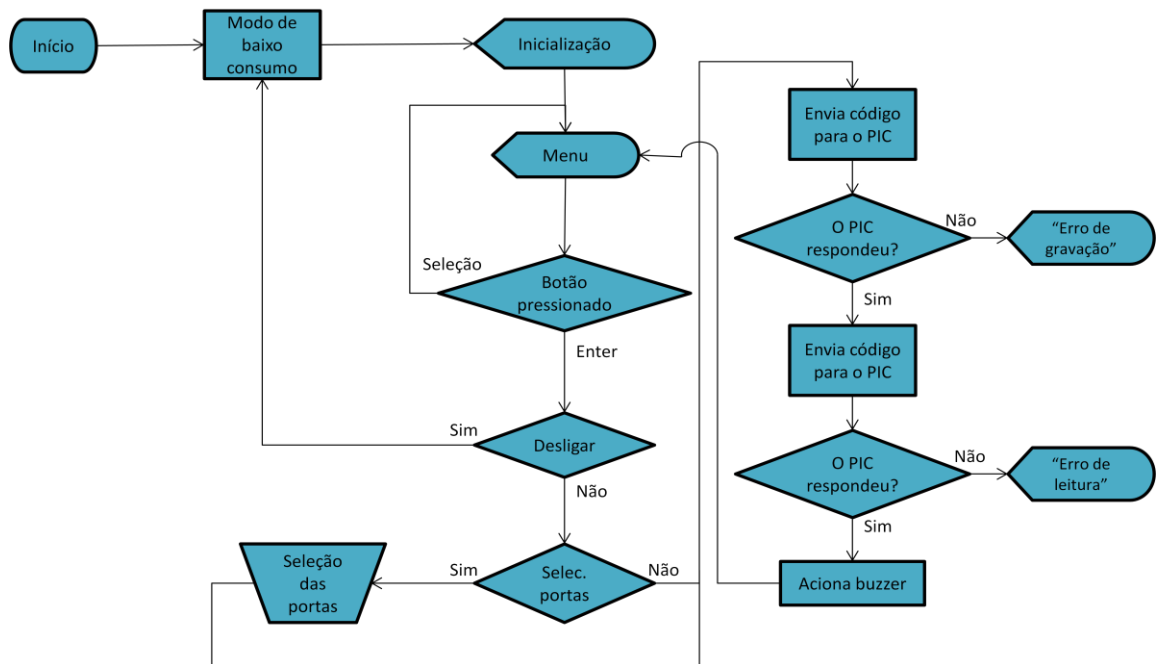 Início
Modo de
baixo
consumo
Inicialização
Menu
Seleção
Botão
pressionado
Enter
Sim
Desligar
Não
Seleção
das
portas
Sim
Selec.
portas
Não
Envia código
para o PIC
O PIC
respondeu?
Não
“Erro de
gravação”
Sim
Envia código
para o PIC
O PIC
respondeu?
Não
“Erro de
leitura”
Sim
Aciona buzzer